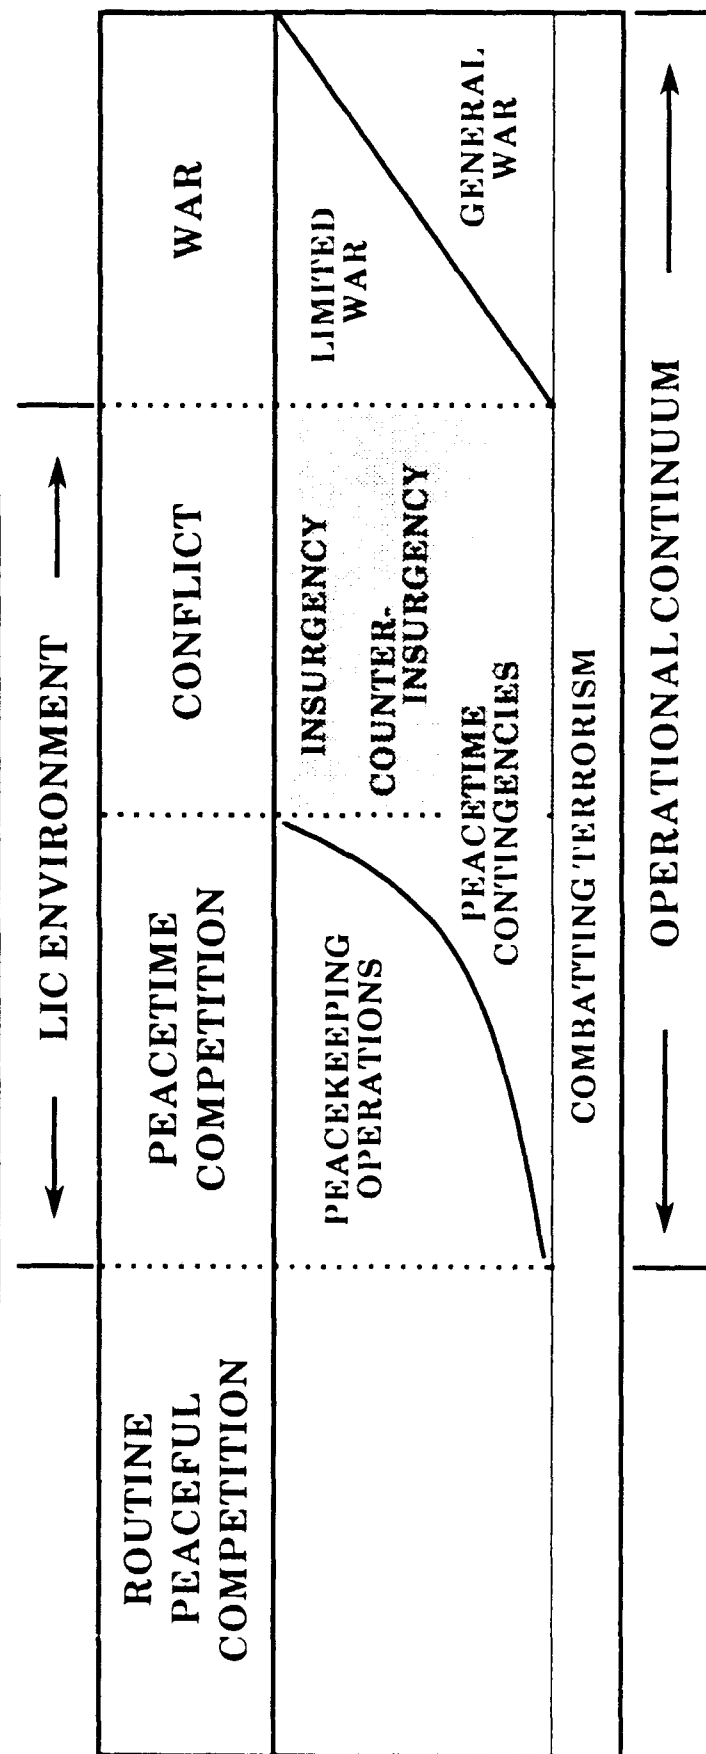 LIC ENVIRONMENT
ROUTINE
PEACEFUL
COMPETITION
PEACETIME
COMPETITION
CONFLICT
WAR
PEACEKEEPING
OPERATIONS
INSURGENCY
COUNTER-
INSURGENCY
PEACETIME
CONTINGENCIES
LIMITED
WAR
GENERAL
WAR
COMBATTING TERRORISM
OPERATIONAL CONTINUUM